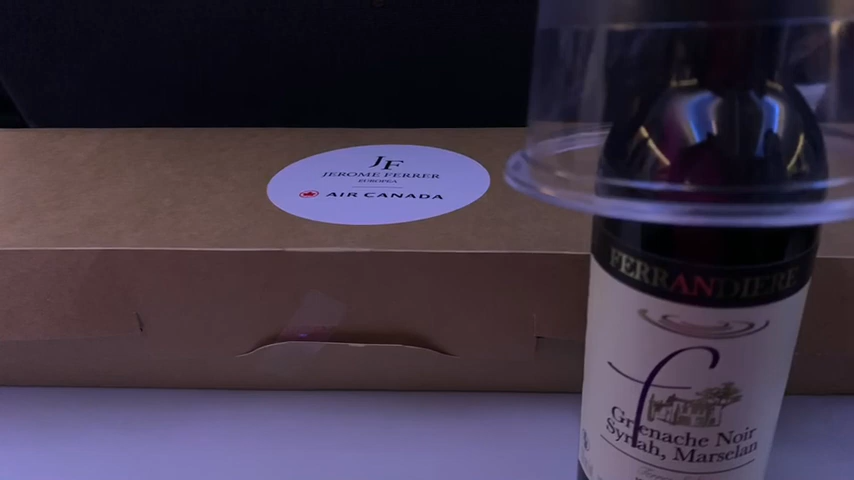 JF
JEROME FERRER
EUROPEA
AIR CANADA
FERRANDIERE
f
Grenache Noir
Syrah, Marselan